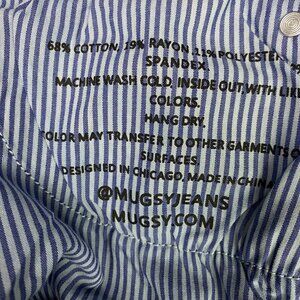 68% COTTON, 19% RAYON, 11% POLYESTER,
SPANDEX.
MACHINE WASH COLD, INSIDE OUT, WITH LIKE
COLORS.
HANG DRY.
COLOR MAY TRANSFER TO OTHER GARMENTS
SURFACES.
DESIGNED IN CHICAGO, MADE IN CHINA
@MUGSYJEANS
MUGSY.COM